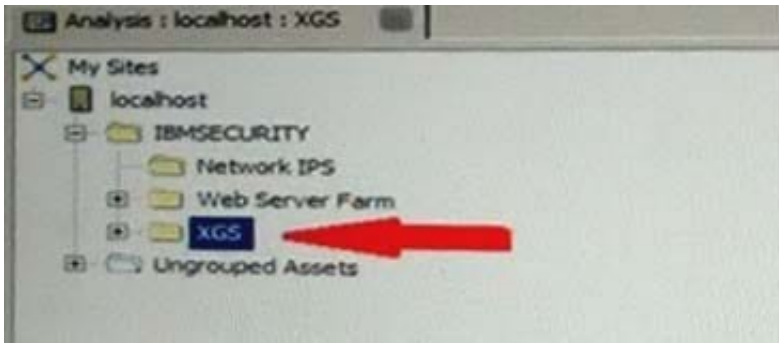 Analysis : localhost : XGS
My Sites
localhost
IBMSECURITY
Network IPS
Web Server Farm
XGS
Ungrouped Assets